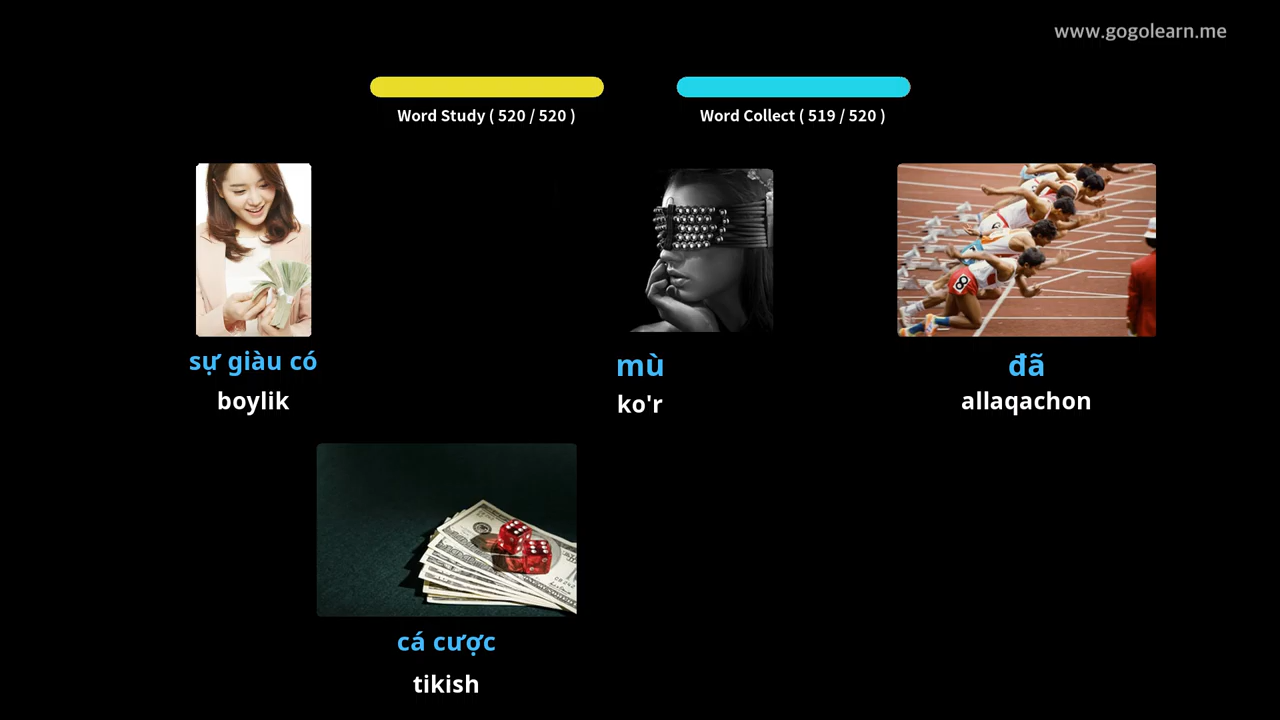 www.gogolearn.me
Word Study ( 520 / 520 )
Word Collect ( 519 / 520 )
sự giàu có
boylik
mù
ko'r
đã
allaqachon
cá cược
tikish